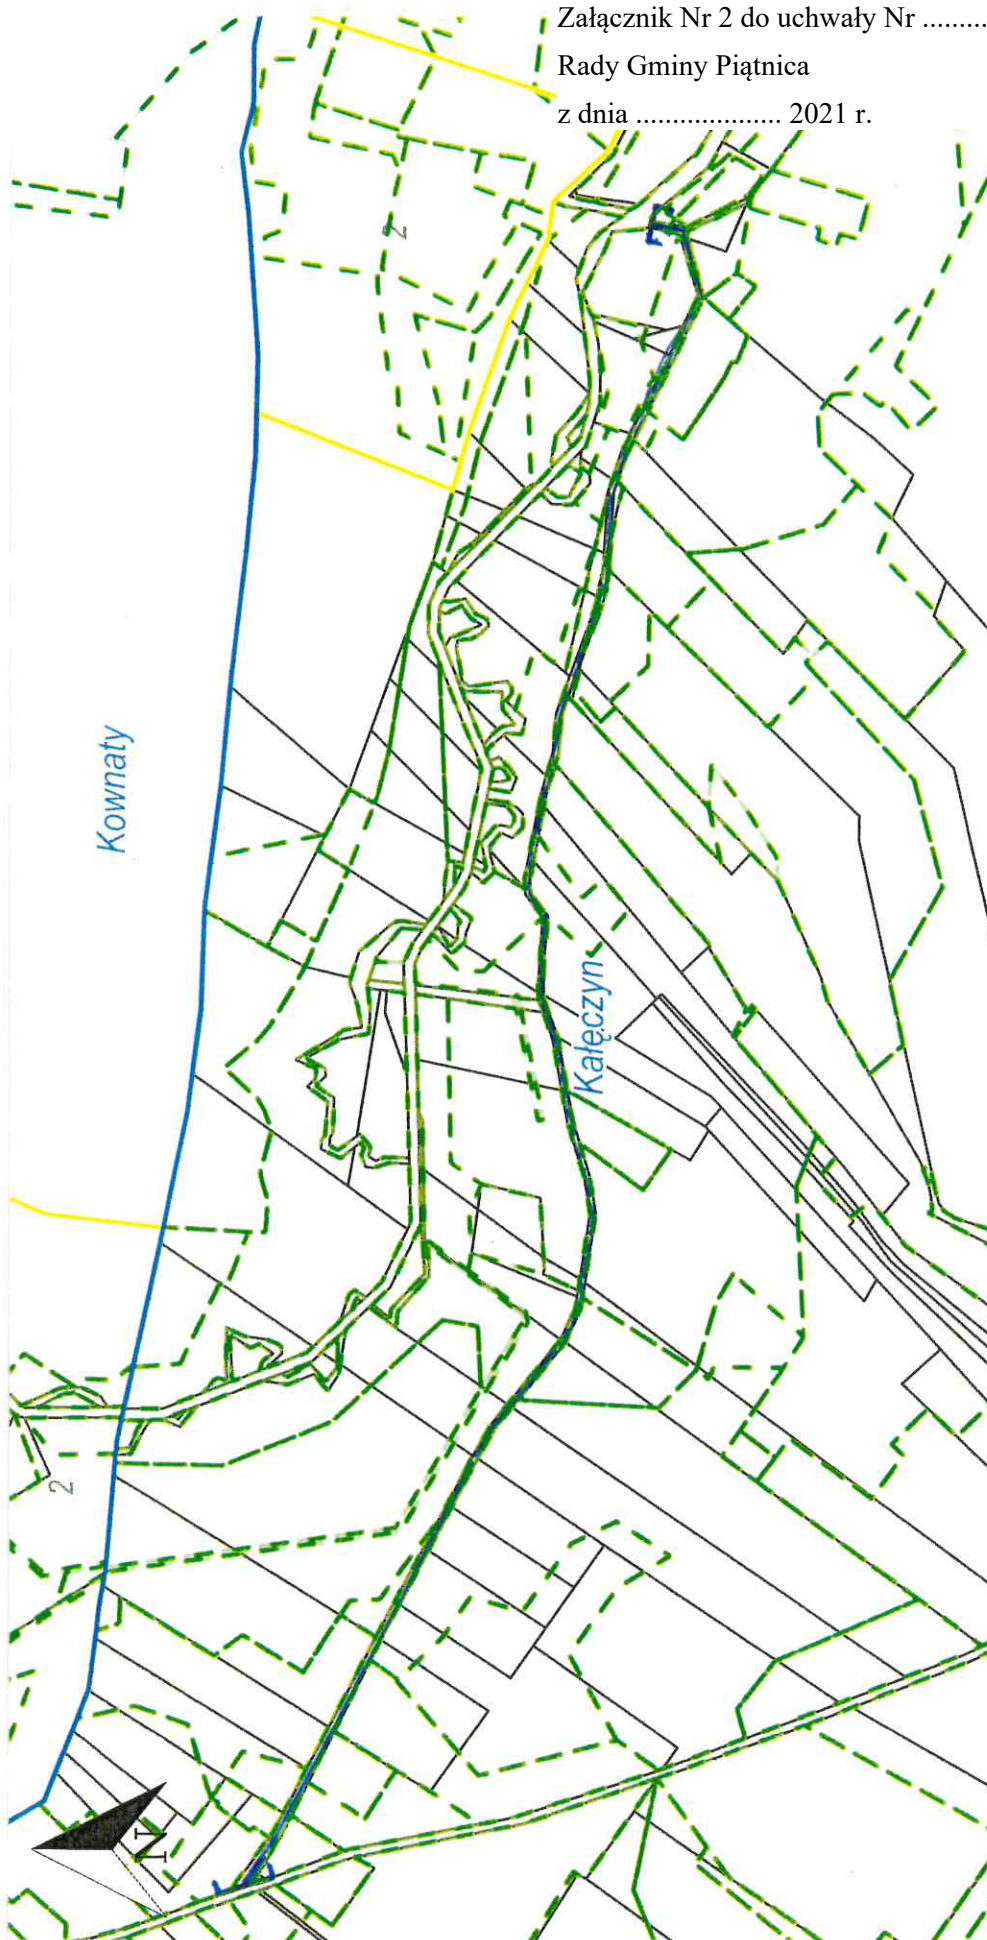 Załącznik Nr 2 do uchwały Nr .........
Rady Gminy Piątnica
z dnia ................... 2021 r.
2
Kownaty
Kałęczyn
2
N